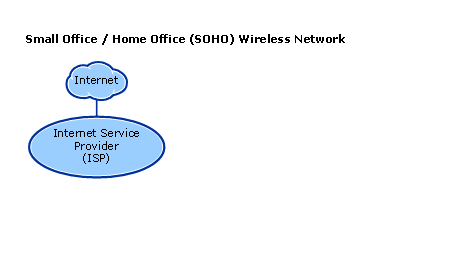 Small Office / Home Office (SOHO) Wireless Network
Internet
Internet Service
Provider
(ISP)